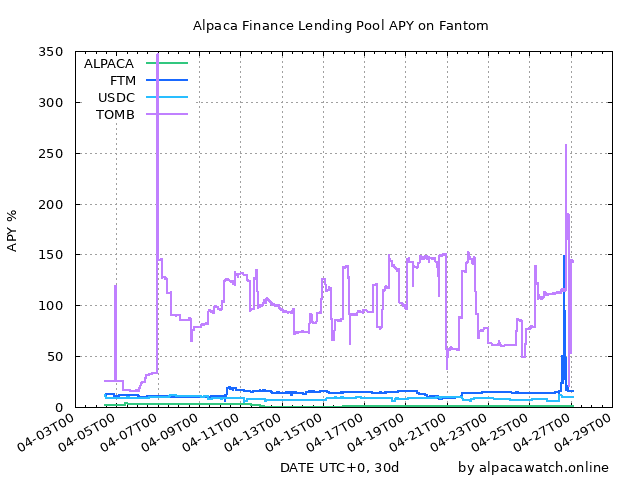 Alpaca Finance Lending Pool APY on Fantom
350
300
250
200
150
100
50
0
APY %
ALPACA
FTM
USDC
TOMB
04-03T00
04-05T00
04-07T00
04-09T00
04-11T00
04-13T00
04-15T00
04-17T00
04-19T00
04-21T00
04-23T00
04-25T00
04-27T00
04-29T00
DATE UTC+0, 30d
by alpacawatch.online